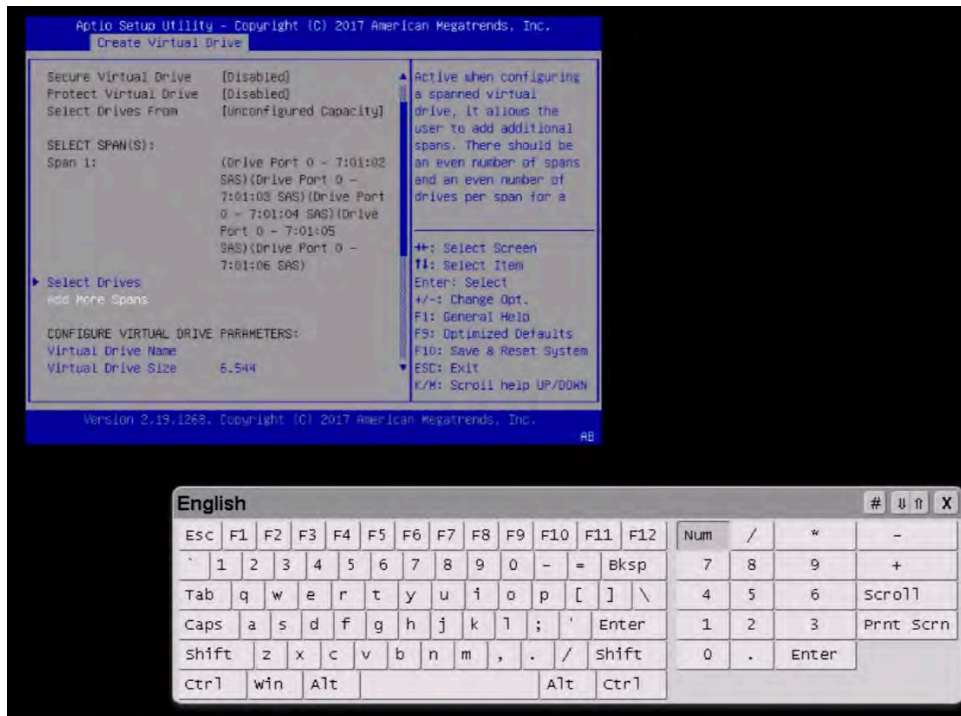 Aptio Setup Utility - Copyright (C) 2017 American Megatrends, Inc.
Create Virtual Drive
Secure Virtual Drive [Disabled]
Protect Virtual Drive [Disabled]
Select Drives From [Unconfigured Capacity]
SELECT SPAN(S):
Span 1: (Drive Port 0 - 7:01:02
SAS)(Drive Port 0 -
7:01:03 SAS)(Drive Port
0 - 7:01:04 SAS)(Drive
Port 0 - 7:01:05
SAS)(Drive Port 0 -
7:01:06 SAS)
Select Drives
Add More Spans
CONFIGURE VIRTUAL DRIVE PARAMETERS:
Virtual Drive Name
Virtual Drive Size 6.544
Active when configuring
a spanned virtual
drive, it allows the
user to add additional
spans. There should be
an even number of spans
and an even number of
drives per span for a
→←: Select Screen
↑↓: Select Item
Enter: Select
+/-: Change Opt.
F1: General Help
F9: Optimized Defaults
F10: Save & Reset System
ESC: Exit
K/M: Scroll help UP/DOWN
Version 2.19.1268. Copyright (C) 2017 American Megatrends, Inc.
AB
English # ⇓⇑ X
Esc F1 F2 F3 F4 F5 F6 F7 F8 F9 F10 F11 F12 Num / * -
` 1 2 3 4 5 6 7 8 9 0 - = Bksp 7 8 9 +
Tab q w e r t y u i o p [ ] \ 4 5 6 Scroll
Caps a s d f g h j k l ; ' Enter 1 2 3 Prnt Scrn
Shift z x c v b n m , . / Shift 0 . Enter
Ctrl Win Alt Alt Ctrl